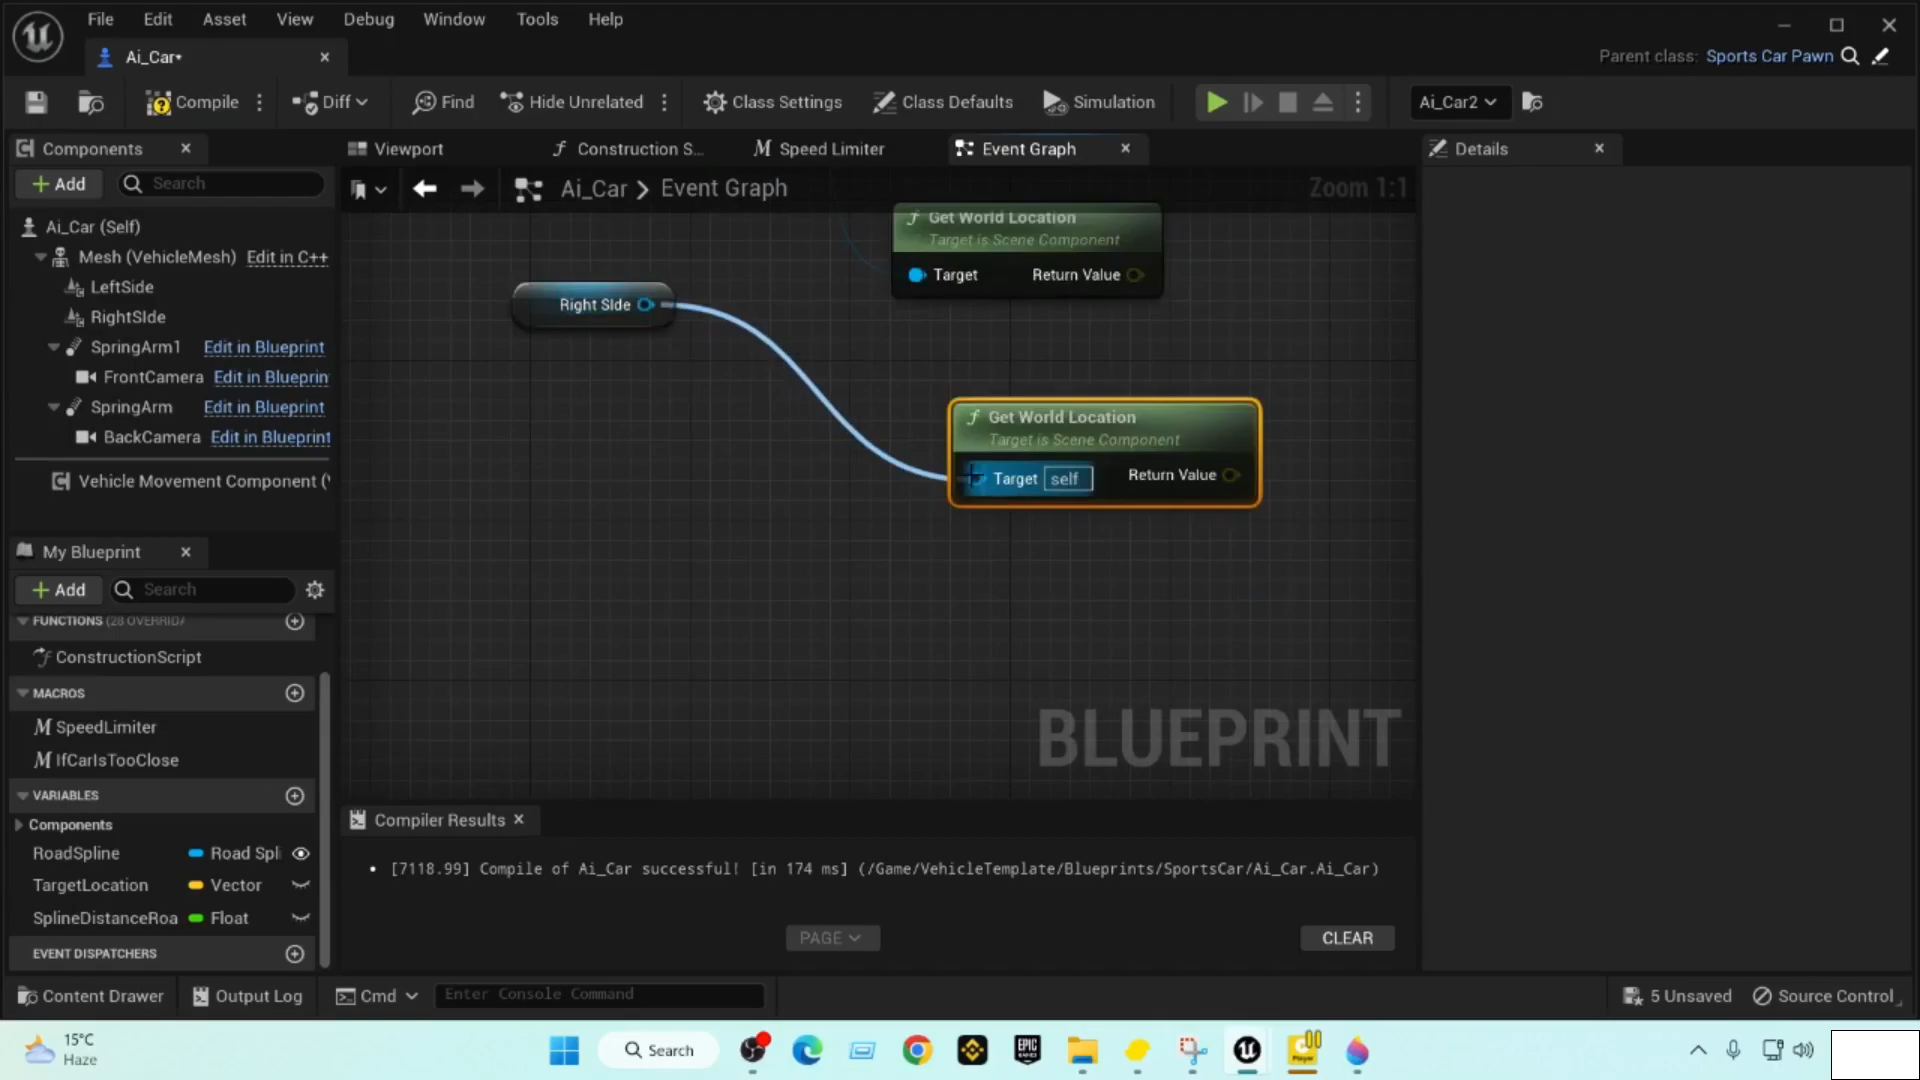 File Edit Asset View Debug Window Tools Help
Ai_Car•
Parent class: Sports Car Pawn
Compile Diff Find Hide Unrelated Class Settings Class Defaults Simulation Ai_Car2
Components
Viewport Construction S... Speed Limiter Event Graph
Details
+ Add Search
Ai_Car > Event Graph
Zoom 1:1
Ai_Car (Self)
Mesh (VehicleMesh) Edit in C++
LeftSide
RightSIde
SpringArm1 Edit in Blueprint
FrontCamera Edit in Blueprin
SpringArm Edit in Blueprint
BackCamera Edit in Blueprint
Vehicle Movement Component (
Get World Location
Target is Scene Component
Target Return Value
Right SIde
Get World Location
Target is Scene Component
Target self Return Value
BLUEPRINT
My Blueprint
+ Add Search
FUNCTIONS (28 OVERRID
ConstructionScript
MACROS
SpeedLimiter
IfCarIsTooClose
VARIABLES
Components
RoadSpline Road Spli
TargetLocation Vector
SplineDistanceRoa Float
EVENT DISPATCHERS
Compiler Results
• [7118.99] Compile of Ai_Car successful! [in 174 ms] (/Game/VehicleTemplate/Blueprints/SportsCar/Ai_Car.Ai_Car)
PAGE CLEAR
Content Drawer Output Log Cmd Enter Console Command 5 Unsaved Source Control
15°C
Haze
Search
EPIC
GAMES
Player